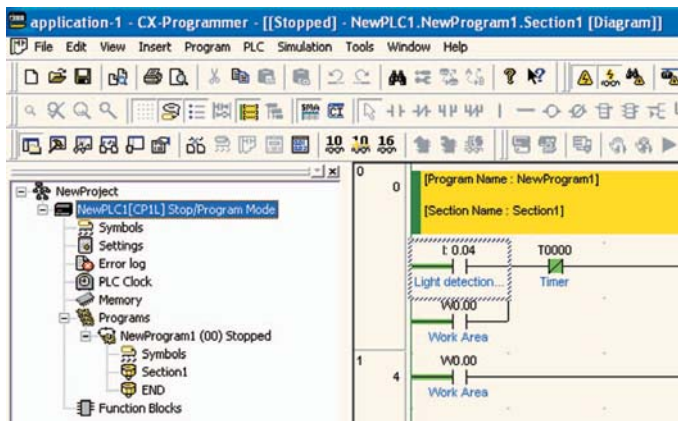 application-1 - CX-Programmer - [[Stopped] - NewPLC1.NewProgram1.Section1 [Diagram]]
File Edit View Insert Program PLC Simulation Tools Window Help
10 10 16
NewProject
NewPLC1[CP1L] Stop/Program Mode
Symbols
Settings
Error log
PLC Clock
Memory
Programs
NewProgram1 (00) Stopped
Symbols
Section1
END
Function Blocks
0
0
[Program Name : NewProgram1]
[Section Name : Section1]
I: 0.04
T0000
Light detection...
Timer
W0.00
Work Area
1
4
W0.00
Work Area